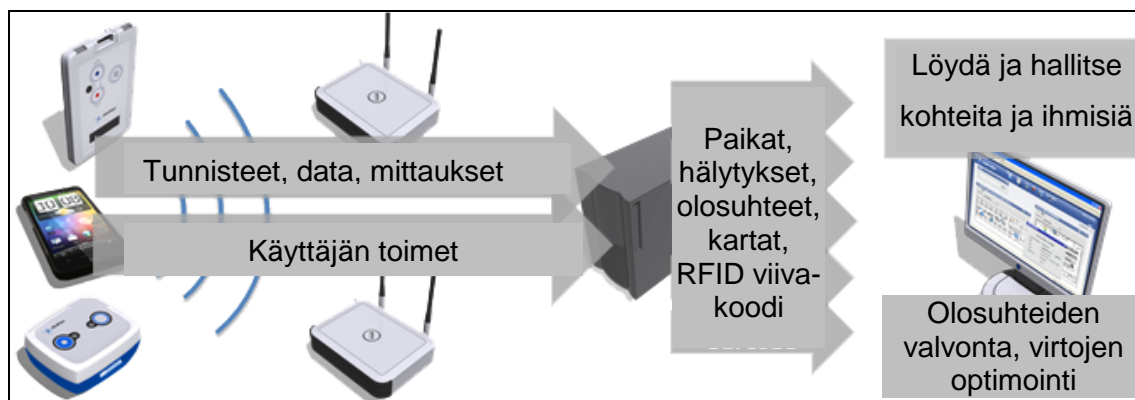 Tunnisteet, data, mittaukset
Käyttäjän toimet
Paikat,
hälytykset,
olosuhteet,
kartat,
RFID viiva-
koodi
Löydä ja hallitse
kohteita ja ihmisiä
Olosuhteiden
valvonta, virtojen
optimointi